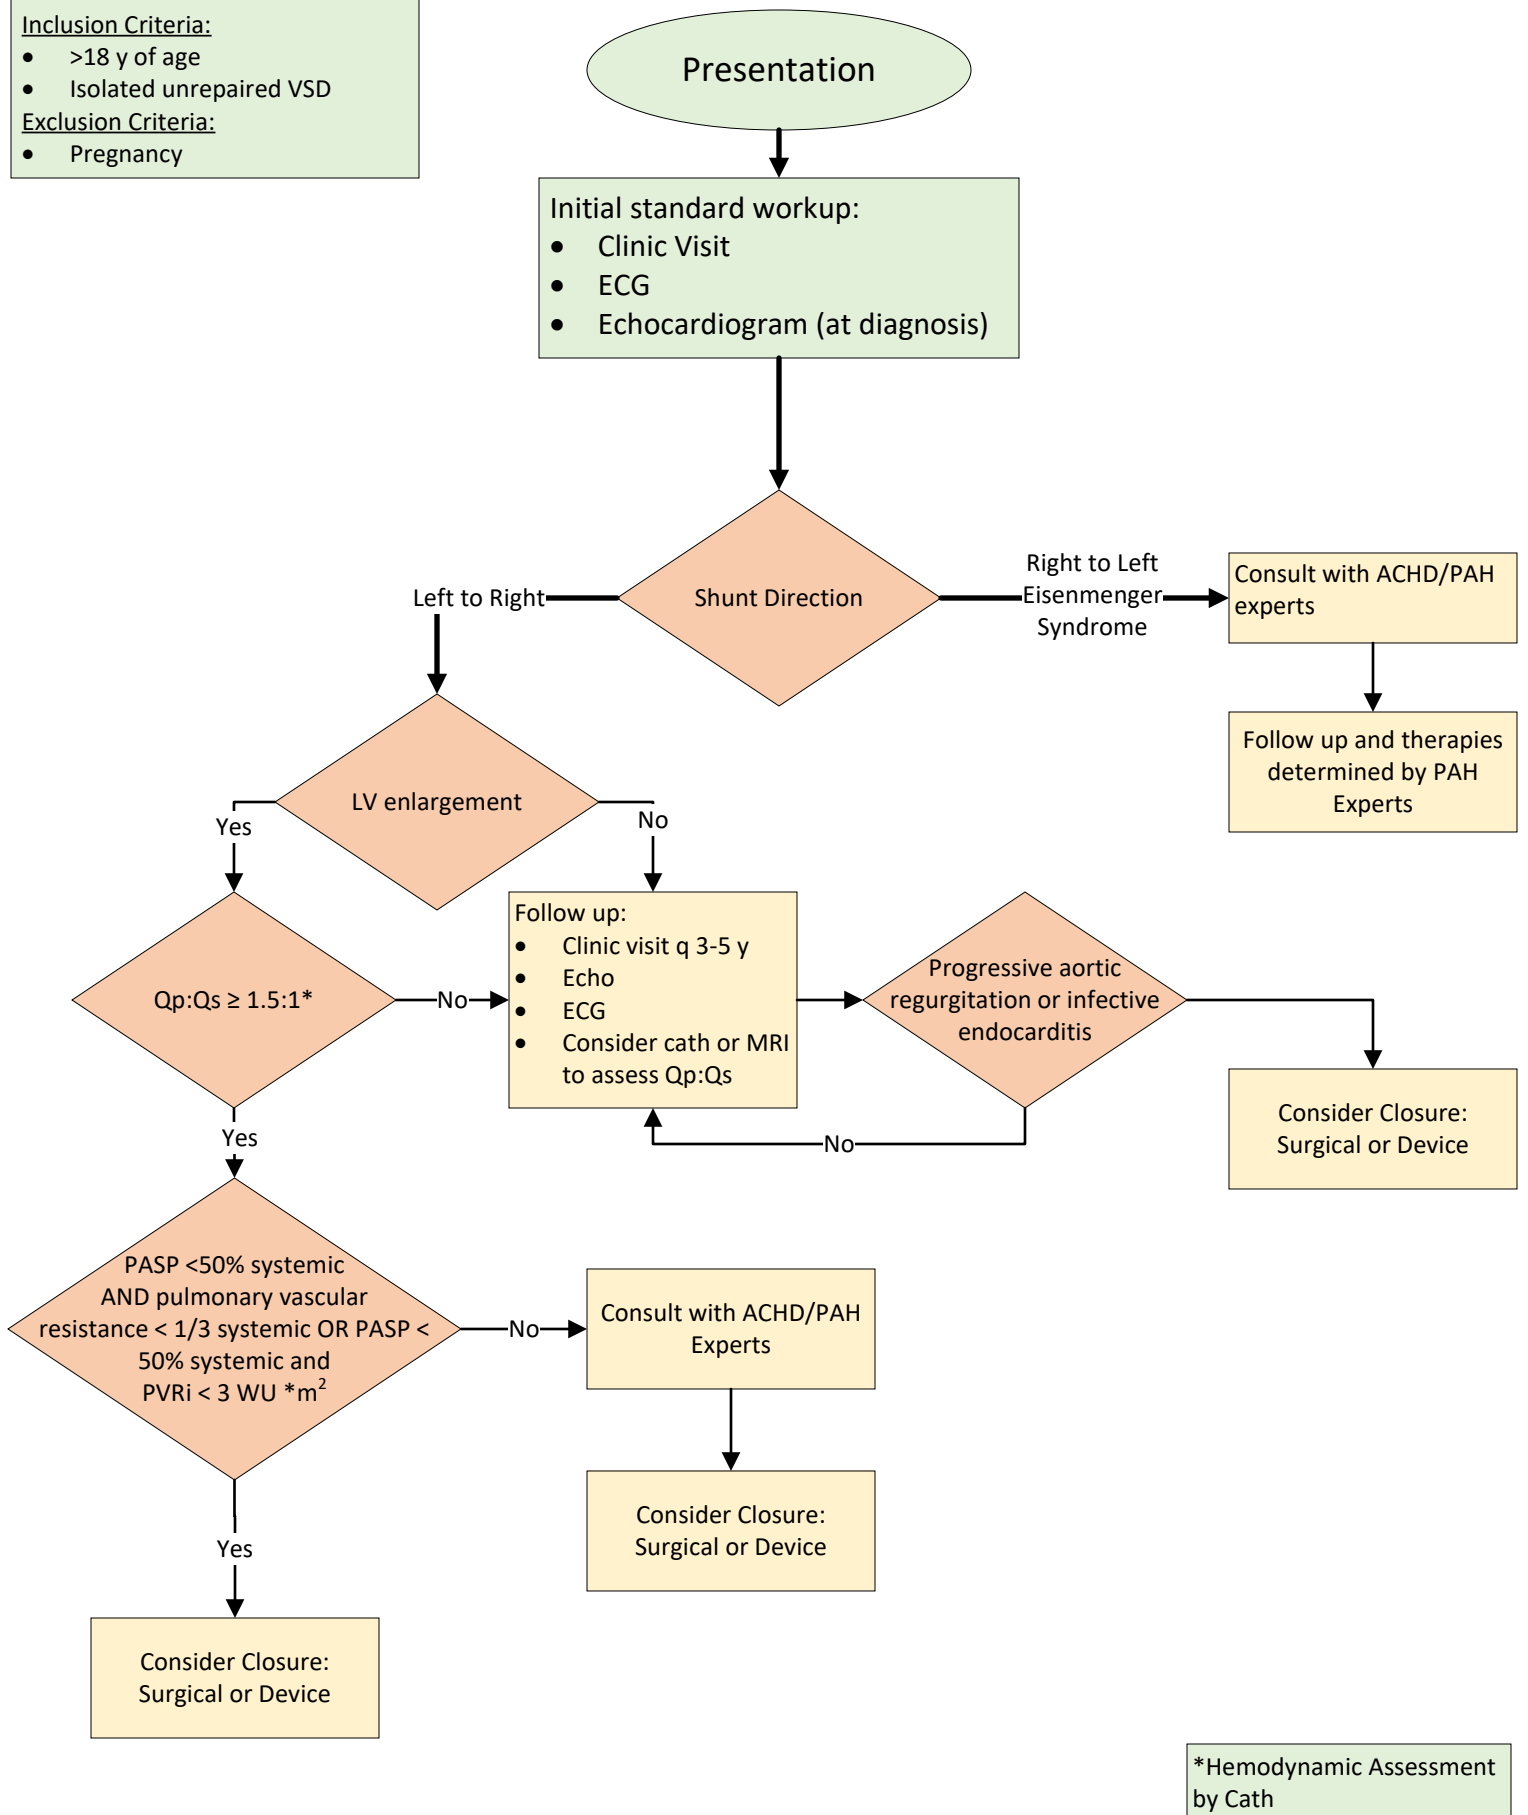 Inclusion Criteria:
• >18 y of age
• Isolated unrepaired VSD
Exclusion Criteria:
• Pregnancy
Presentation
Initial standard workup:
• Clinic Visit
• ECG
• Echocardiogram (at diagnosis)
Shunt Direction
Left to Right
Right to Left
Eisenmenger
Syndrome
Consult with ACHD/PAH
experts
Follow up and therapies
determined by PAH
Experts
LV enlargement
Yes
No
Qp:Qs ≥ 1.5:1*
No
Follow up:
• Clinic visit q 3-5 y
• Echo
• ECG
• Consider cath or MRI
to assess Qp:Qs
Progressive aortic
regurgitation or infective
endocarditis
No
Consider Closure:
Surgical or Device
Yes
PASP <50% systemic
AND pulmonary vascular
resistance < 1/3 systemic OR PASP <
50% systemic and
PVRi < 3 WU *m²
No
Consult with ACHD/PAH
Experts
Consider Closure:
Surgical or Device
Yes
Consider Closure:
Surgical or Device
*Hemodynamic Assessment
by Cath